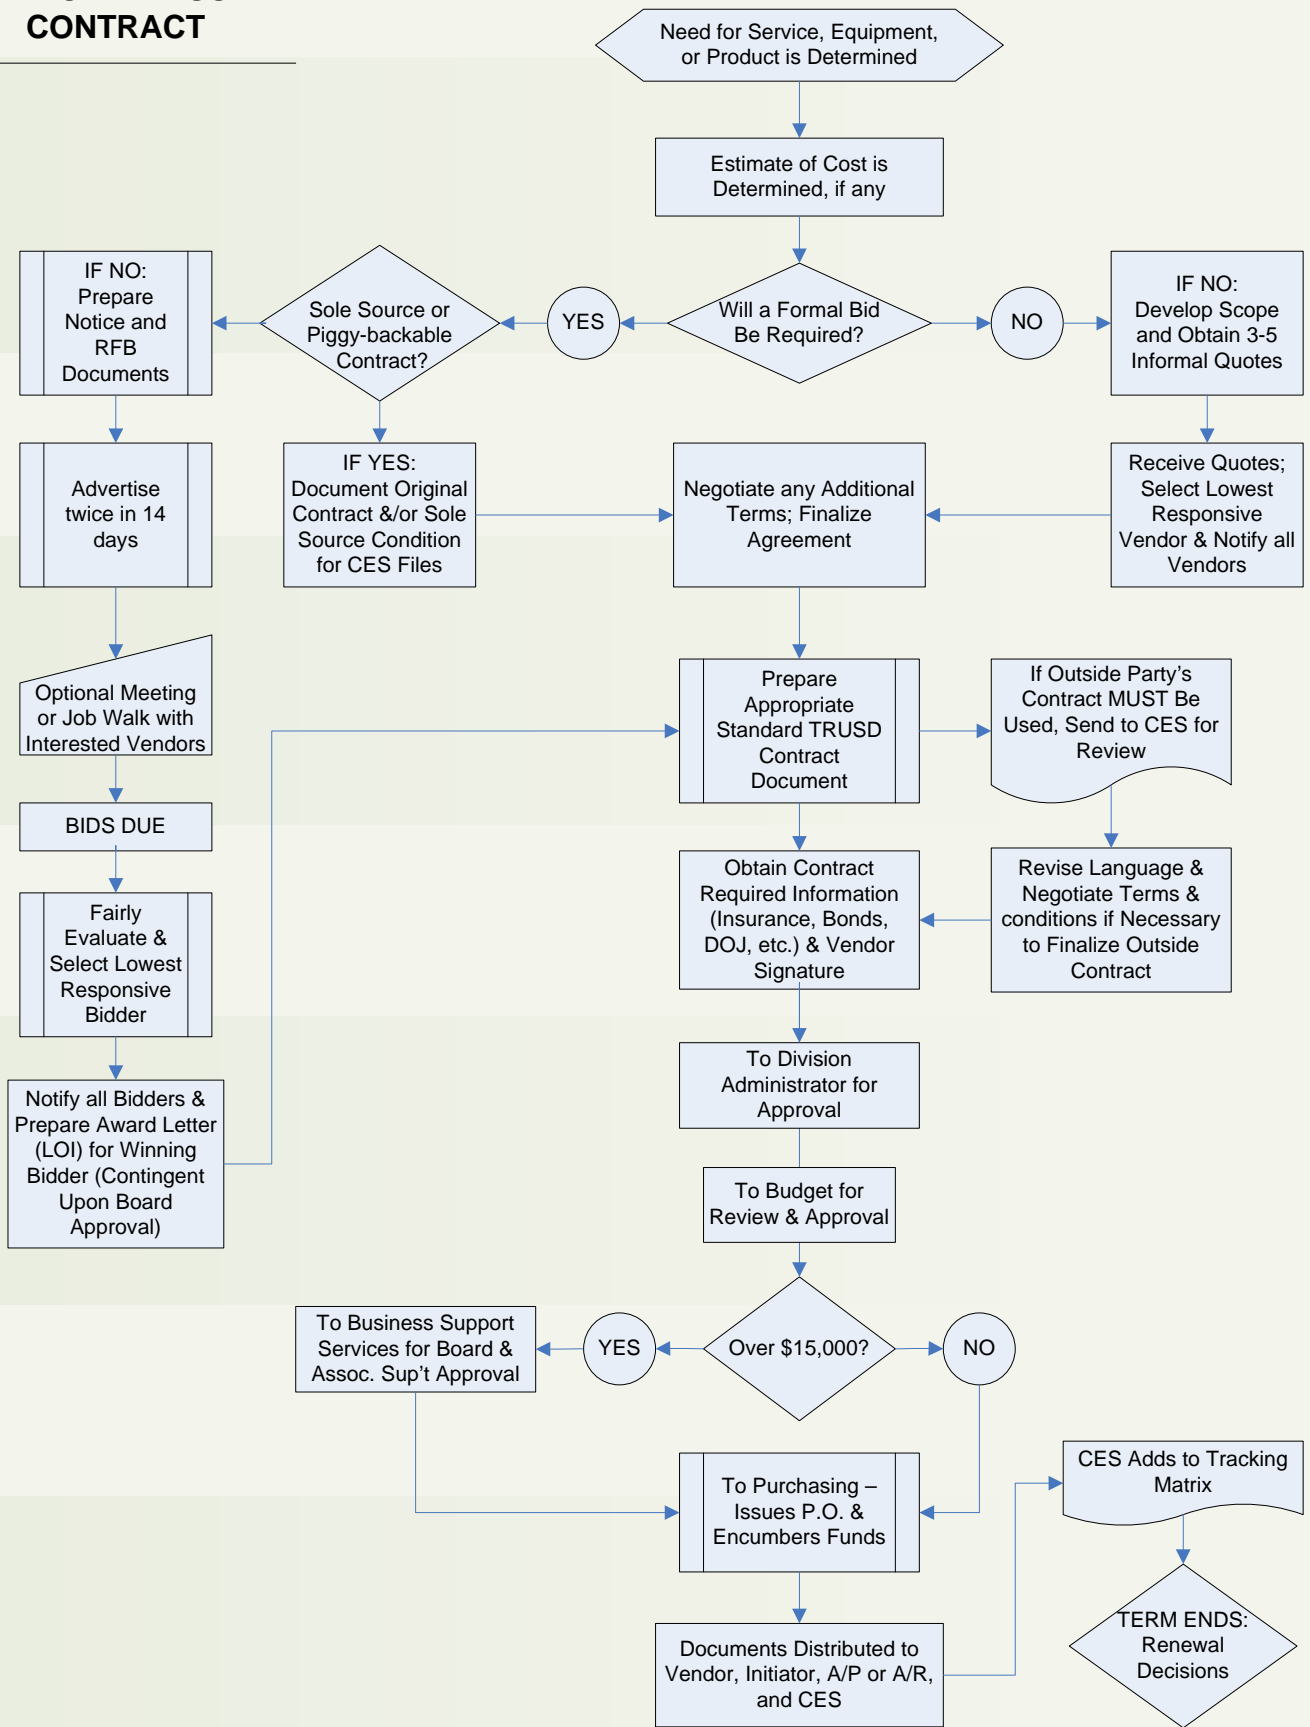 CONTRACT
Need for Service, Equipment,
or Product is Determined
Estimate of Cost is
Determined, if any
IF NO:
Prepare
Notice and
RFB
Documents
Sole Source or
Piggy-backable
Contract?
YES
Will a Formal Bid
Be Required?
NO
IF NO:
Develop Scope
and Obtain 3-5
Informal Quotes
Advertise
twice in 14
days
IF YES:
Document Original
Contract &/or Sole
Source Condition
for CES Files
Negotiate any Additional
Terms; Finalize
Agreement
Receive Quotes;
Select Lowest
Responsive
Vendor & Notify all
Vendors
Optional Meeting
or Job Walk with
Interested Vendors
Prepare
Appropriate
Standard TRUSD
Contract
Document
If Outside Party's
Contract MUST Be
Used, Send to CES for
Review
BIDS DUE
Obtain Contract
Required Information
(Insurance, Bonds,
DOJ, etc.) & Vendor
Signature
Revise Language &
Negotiate Terms &
conditions if Necessary
to Finalize Outside
Contract
Fairly
Evaluate &
Select Lowest
Responsive
Bidder
To Division
Administrator for
Approval
Notify all Bidders &
Prepare Award Letter
(LOI) for Winning
Bidder (Contingent
Upon Board
Approval)
To Budget for
Review & Approval
To Business Support
Services for Board &
Assoc. Sup't Approval
YES
Over $15,000?
NO
To Purchasing –
Issues P.O. &
Encumbers Funds
CES Adds to Tracking
Matrix
Documents Distributed to
Vendor, Initiator, A/P or A/R,
and CES
TERM ENDS:
Renewal
Decisions